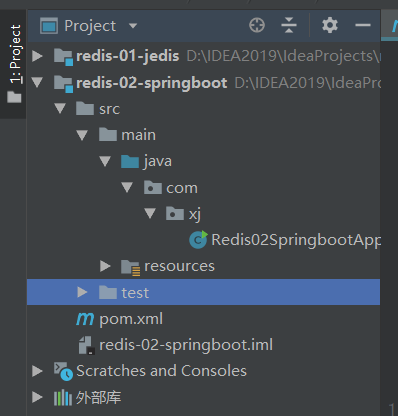 1: Project
Project
redis-01-jedis D:\IDEA2019\IdeaProjects\
redis-02-springboot D:\IDEA2019\IdeaPro
src
main
java
com
xj
Redis02SpringbootApp
resources
test
pom.xml
redis-02-springboot.iml
Scratches and Consoles
外部库
1